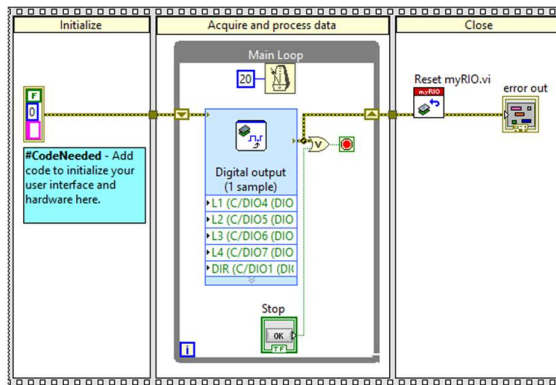 Initialize
Acquire and process data
Close
Main Loop
20
F
0
#CodeNeeded - Add
code to initialize your
user interface and
hardware here.
Digital output
(1 sample)
L1 (C/DIO4 (DIO
L2 (C/DIO5 (DIO
L3 (C/DIO6 (DIO
L4 (C/DIO7 (DIO
DIR (C/DIO1 (DI
V
Stop
OK
TF
i
Reset myRIO.vi
myRIO
error out